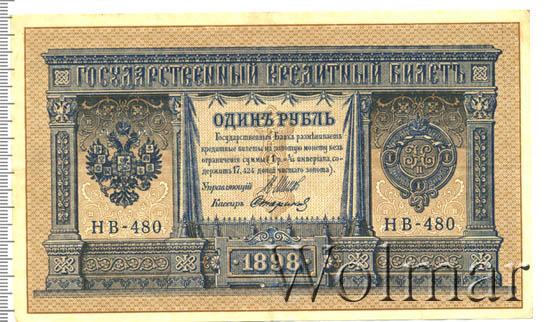 ГОСУДАРСТВЕННЫЙ КРЕДИТНЫЙ БИЛЕТЪ
ОДИНЪ РУБЛЬ
Государственный Банкъ размѣниваетъ
кредитные билеты на золотую монету безъ
ограниченія суммы (1 р. = 1/15 имперіала, со-
держитъ 17,424 долей чистаго золота).
Управляющій
Кассиръ
НВ-480
НВ-480
1898
Wolmar